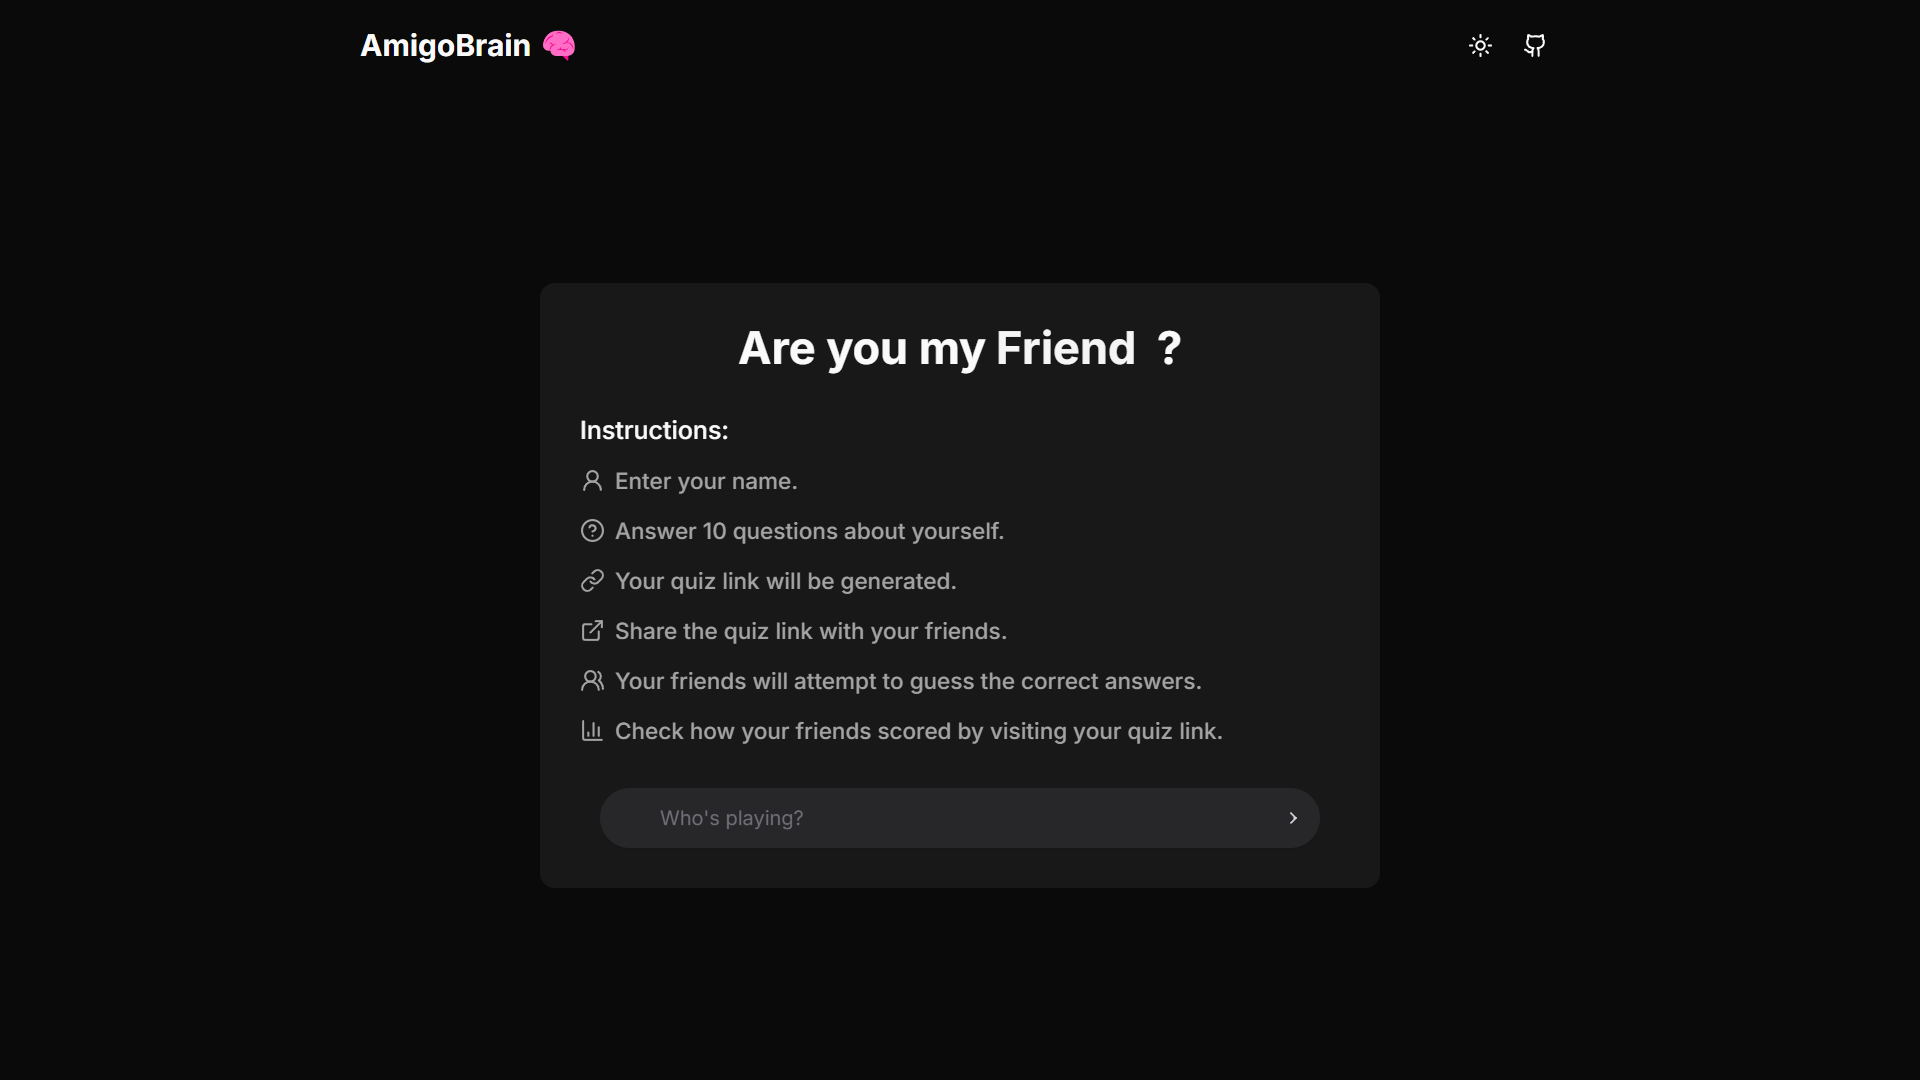 AmigoBrain
Are you my Friend ?
Instructions:
Enter your name.
Answer 10 questions about yourself.
Your quiz link will be generated.
Share the quiz link with your friends.
Your friends will attempt to guess the correct answers.
Check how your friends scored by visiting your quiz link.
Who's playing?